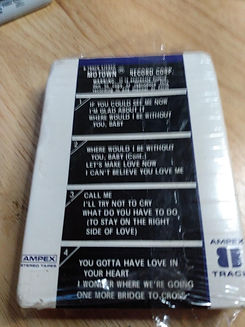 MOTOWN RECORD CORP.
1
IF YOU COULD SEE ME NOW
I'M GLAD ABOUT IT
WHERE WOULD I BE WITHOUT
YOU, BABY
2
WHERE WOULD I BE WITHOUT
YOU, BABY (Cont.)
LET'S MAKE LOVE NOW
I CAN'T BELIEVE YOU LOVE ME
3
CALL ME
I'LL TRY NOT TO CRY
WHAT DO YOU HAVE TO DO
(TO STAY ON THE RIGHT
SIDE OF LOVE)
4
YOU GOTTA HAVE LOVE IN
YOUR HEART
I WONDER WHERE WE'RE GOING
ONE MORE BRIDGE TO CROSS
AMPEX
STEREO TAPES
AMPEX
8
TRACK